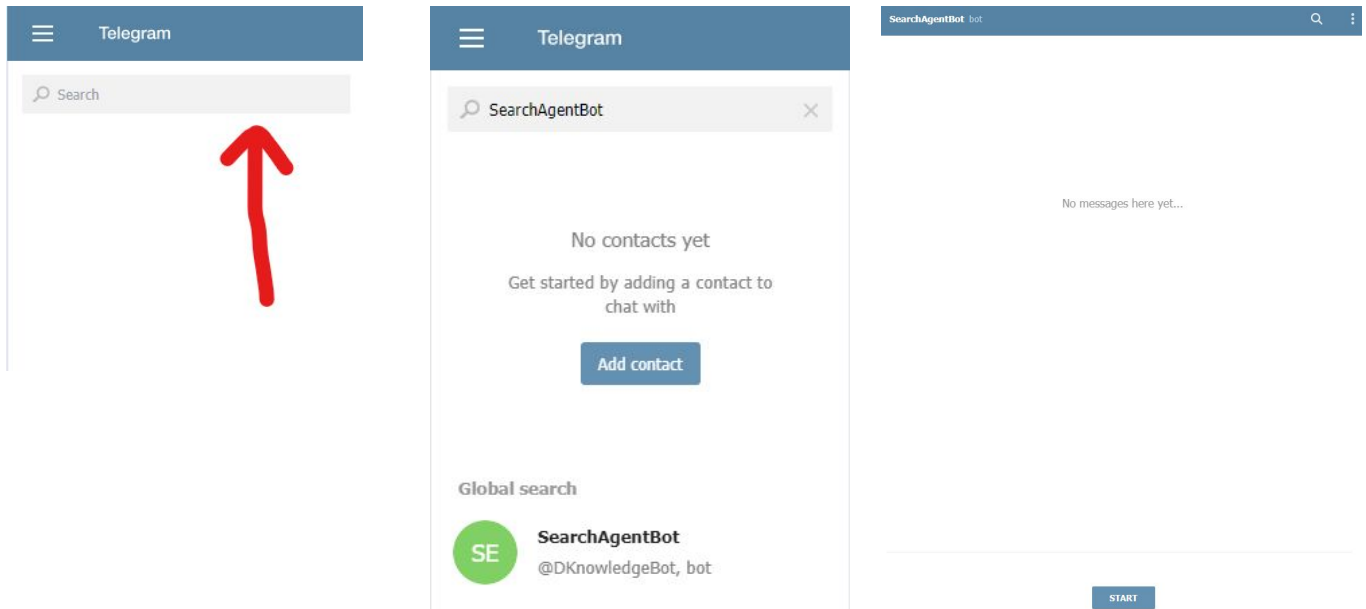 Telegram
Search
Telegram
SearchAgentBot
No contacts yet
Get started by adding a contact to
chat with
Add contact
Global search
SE
SearchAgentBot
@DKnowledgeBot, bot
SearchAgentBot bot
No messages here yet...
START